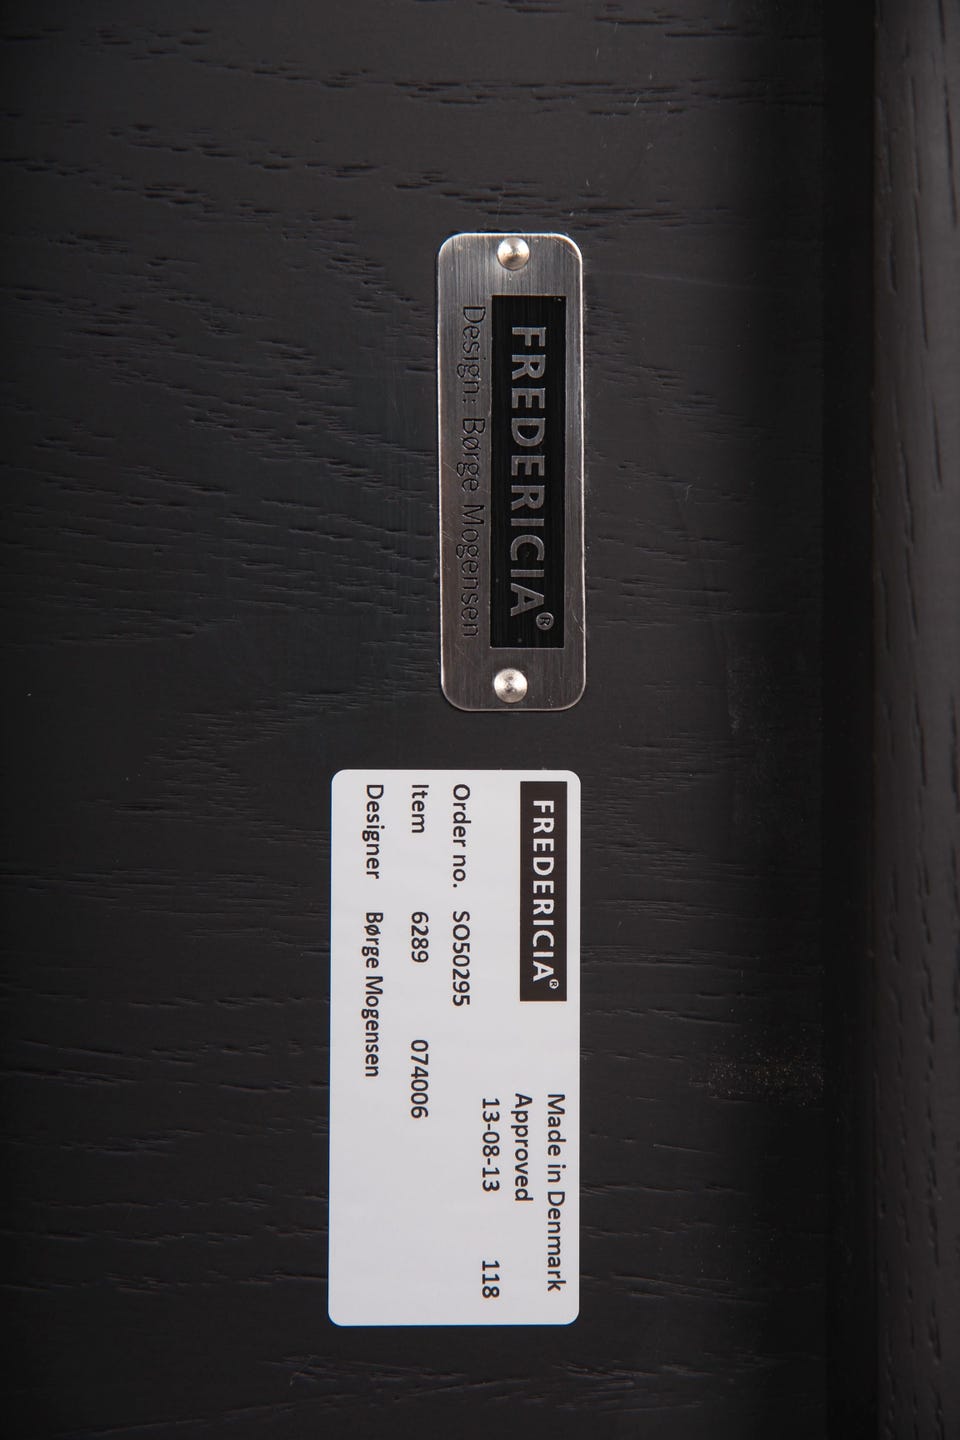 FREDERICIA®
Design: Børge Mogensen
FREDERICIA®
Made in Denmark
Approved
13-08-13 118
Order no. SO50295
Item 6289 074006
Designer Børge Mogensen